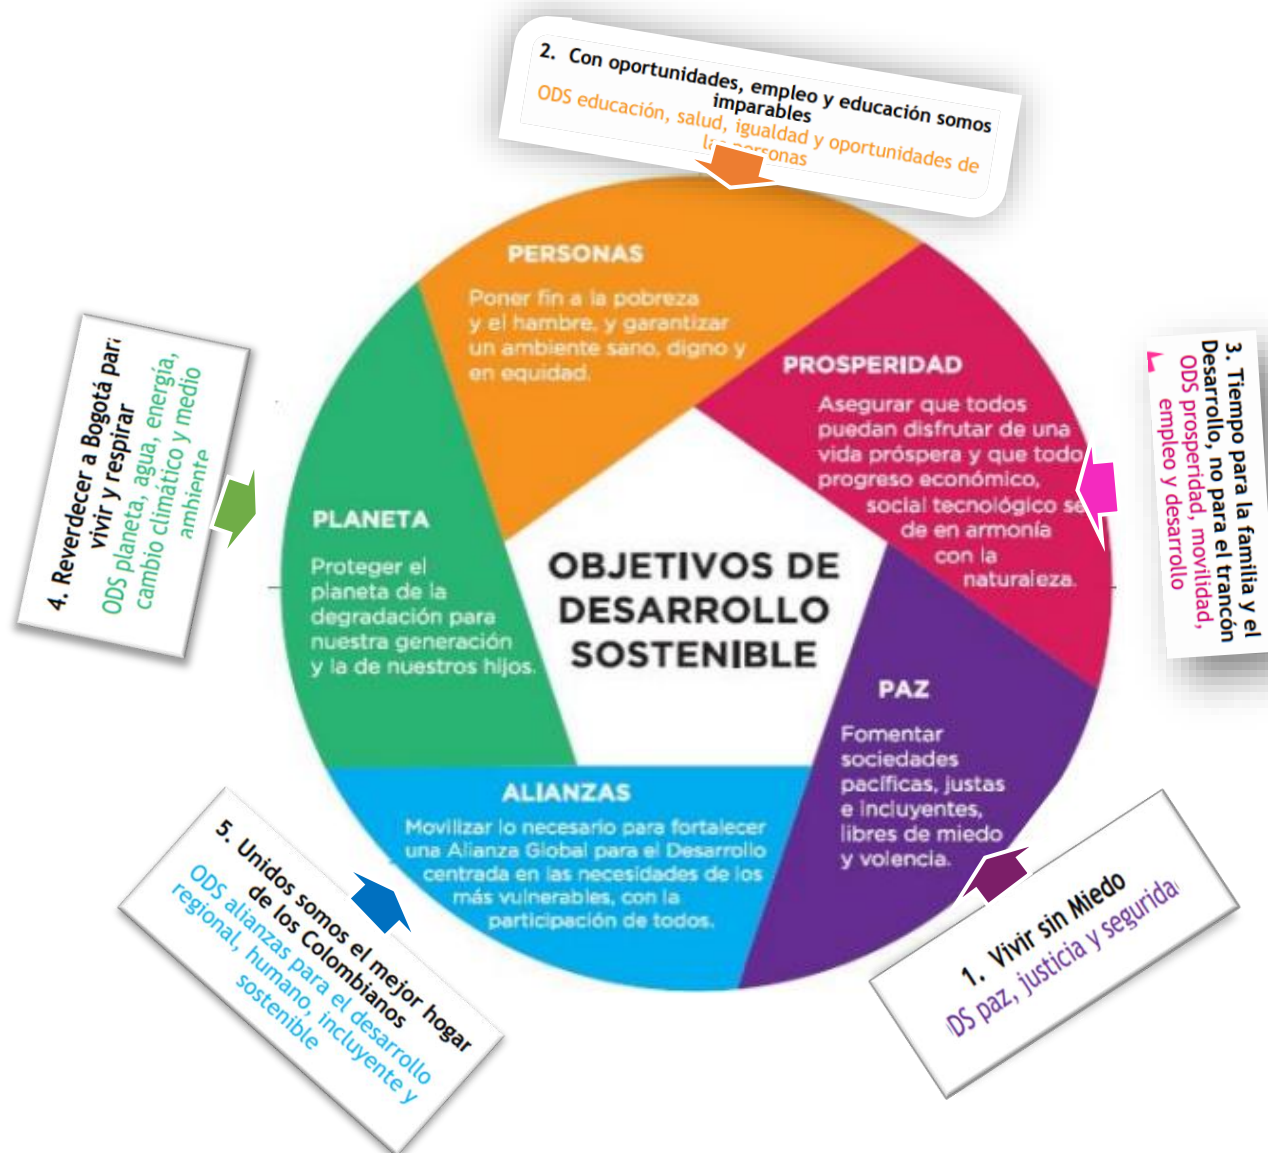 2. Con oportunidades, empleo y educación somos
imparables
ODS educación, salud, igualdad y oportunidades de
personas
PERSONAS
Poner fin a la pobreza
y el hambre, y garantizar
un ambiente sano, digno y
en equidad.
PROSPERIDAD
Asegurar que todos
puedan disfrutar de una
vida próspera y que todo
progreso económico,
social tecnológico se
de en armonía
con la
naturaleza.
3. Tiempo para la familia y el
Desarrollo, no para el trancón
ODS prosperidad, movilidad,
empleo y desarrollo
4. Reverdecer a Bogotá par
vivir y respirar
ODS planeta, agua, energía,
cambio climático y medio
ambiente
PLANETA
Proteger el
planeta de la
degradación para
nuestra generación
y la de nuestros hijos.
OBJETIVOS DE
DESARROLLO
SOSTENIBLE
PAZ
Fomentar
sociedades
pacíficas, justas
e incluyentes,
libres de miedo
y volencia.
ALIANZAS
Movilizar lo necesario para fortalecer
una Alianza Global para el Desarrollo
centrada en las necesidades de los
más vulnerables, con la
participación de todos.
5. Unidos somos el mejor hogar
de los Colombianos
ODS alianzas para el desarrollo
regional, humano, incluyente y
sostenible
1. Vivir sin Miedo
DS paz, justicia y segurida